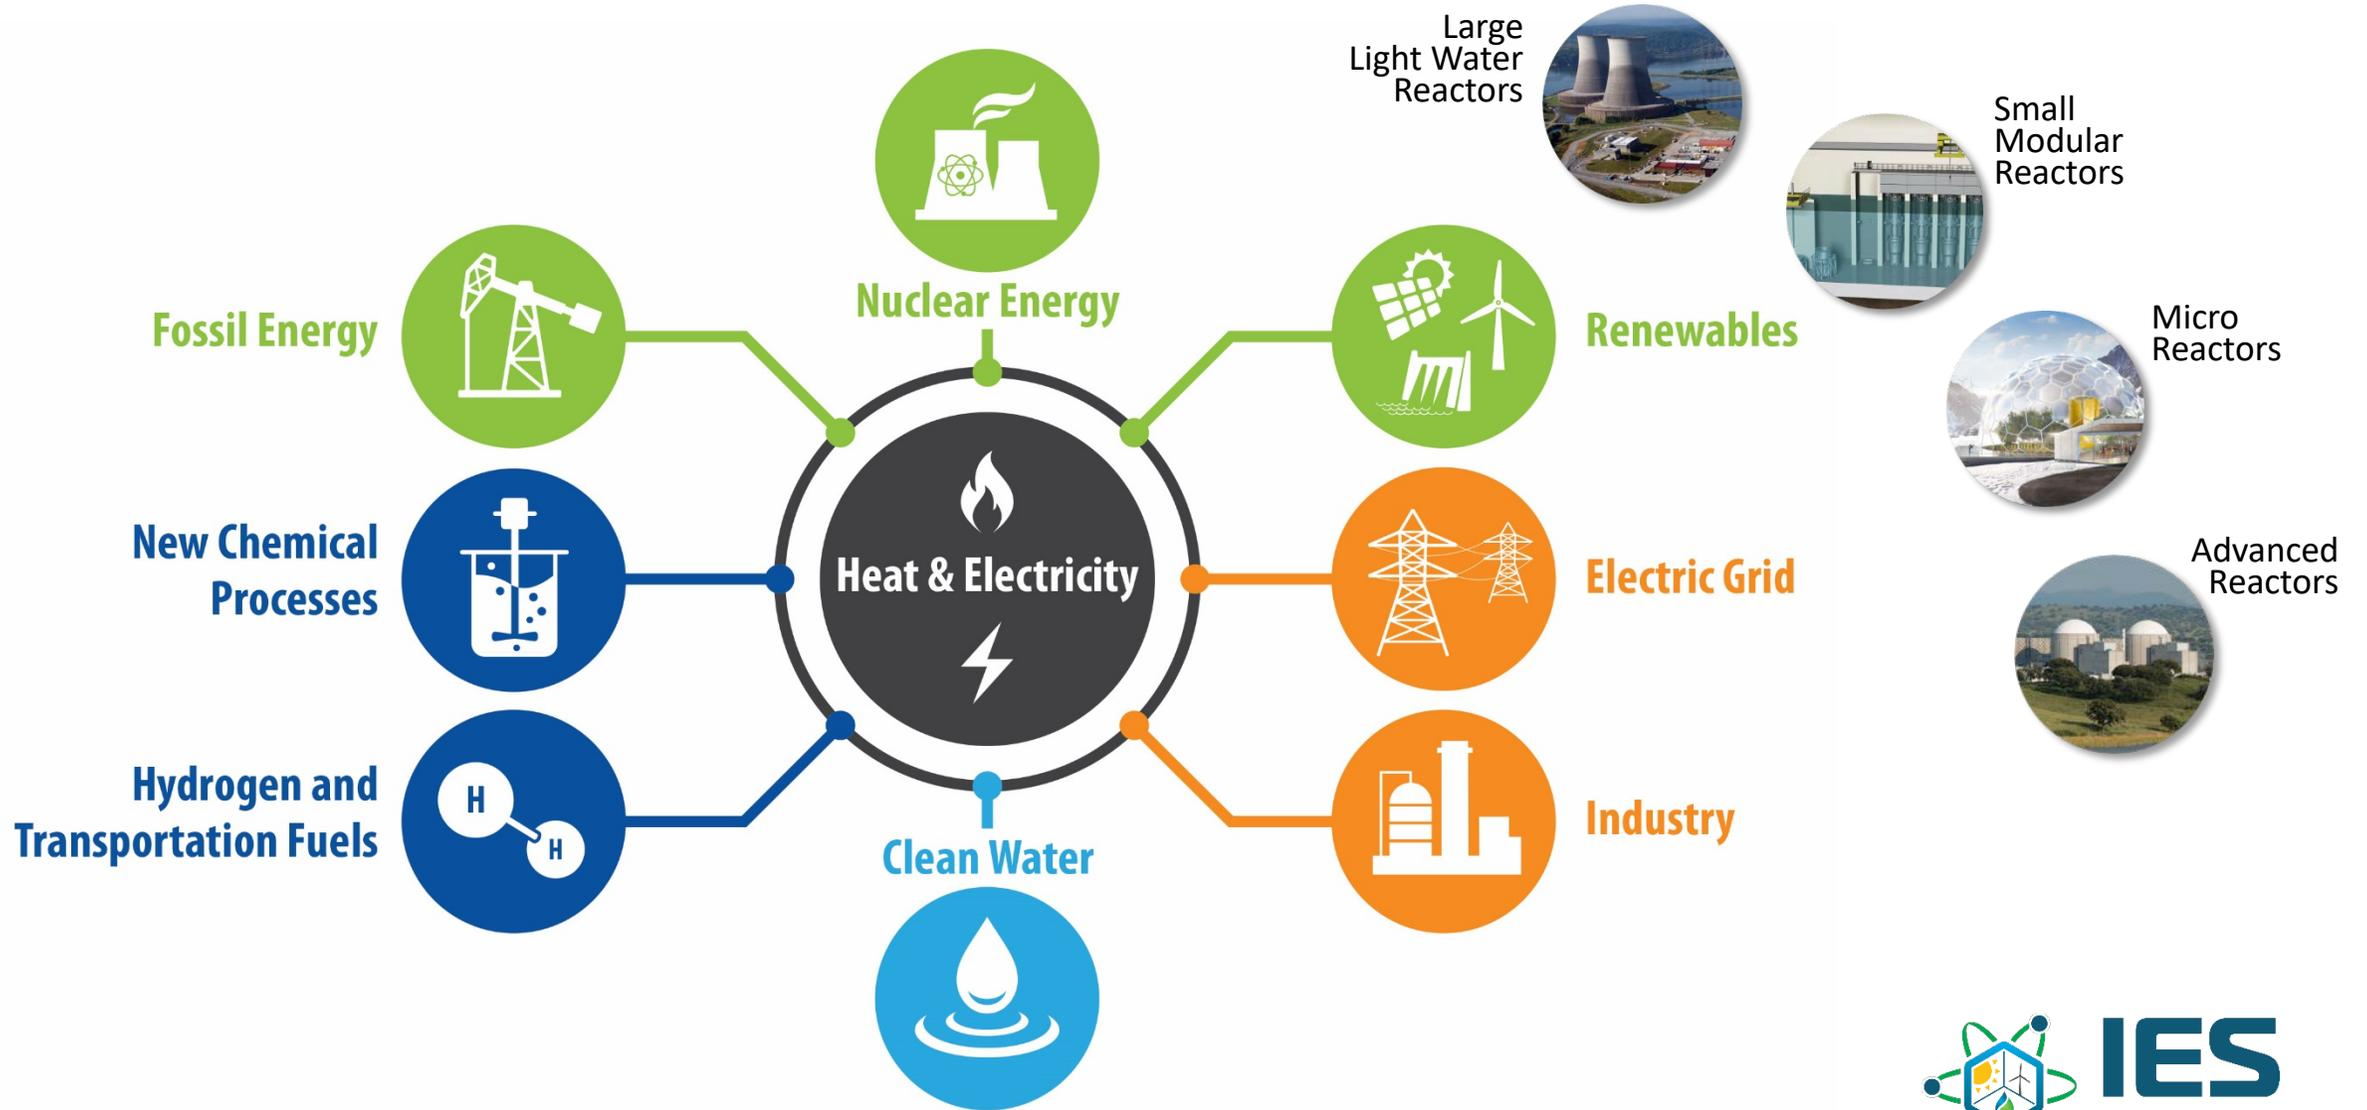 Large
Light Water
Reactors
Small
Modular
Reactors
Nuclear Energy
Fossil Energy
Renewables
Micro
Reactors
New Chemical
Processes
Heat & Electricity
Electric Grid
Advanced
Reactors
Hydrogen and
Transportation Fuels
H
H
Industry
Clean Water
IES